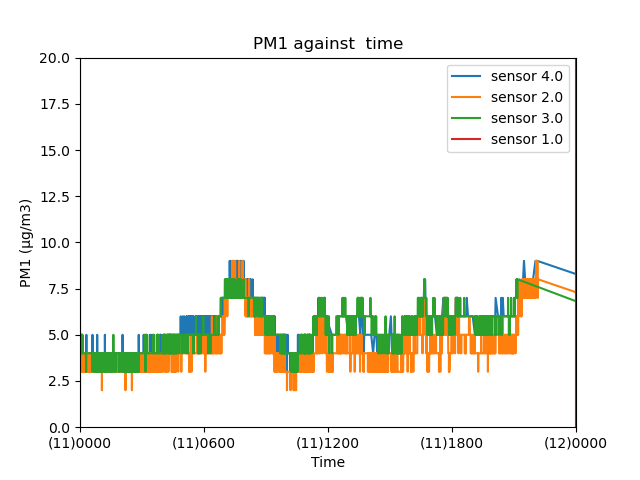 PM1 against  time
PM1 (µg/m3)
20.0
17.5
15.0
12.5
10.0
7.5
5.0
2.5
0.0
sensor 4.0
sensor 2.0
sensor 3.0
sensor 1.0
(11)0000 (11)0600 (11)1200 (11)1800 (12)0000
Time